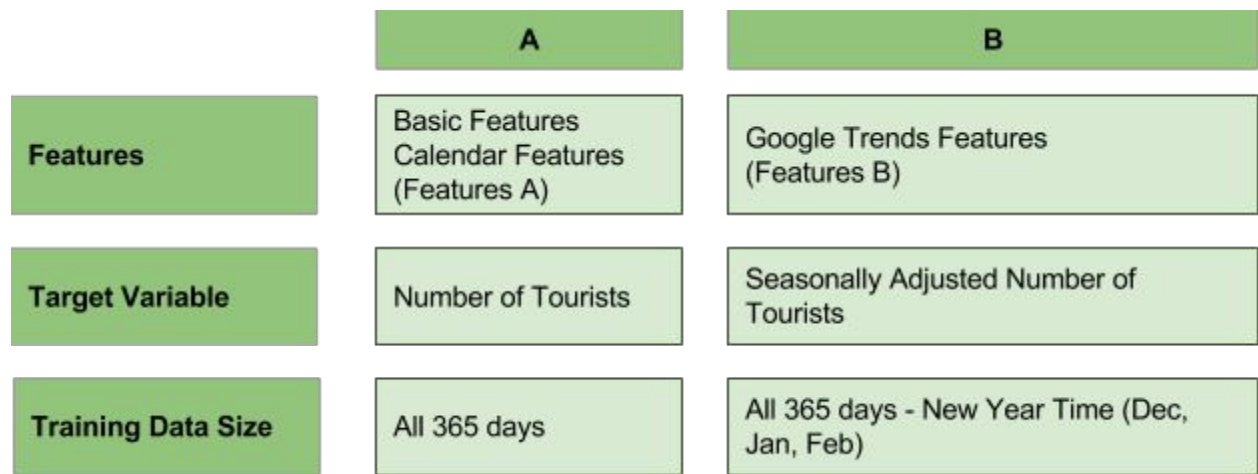 A
B
Features
Basic Features
Calendar Features
(Features A)
Google Trends Features
(Features B)
Target Variable
Number of Tourists
Seasonally Adjusted Number of
Tourists
Training Data Size
All 365 days
All 365 days - New Year Time (Dec,
Jan, Feb)